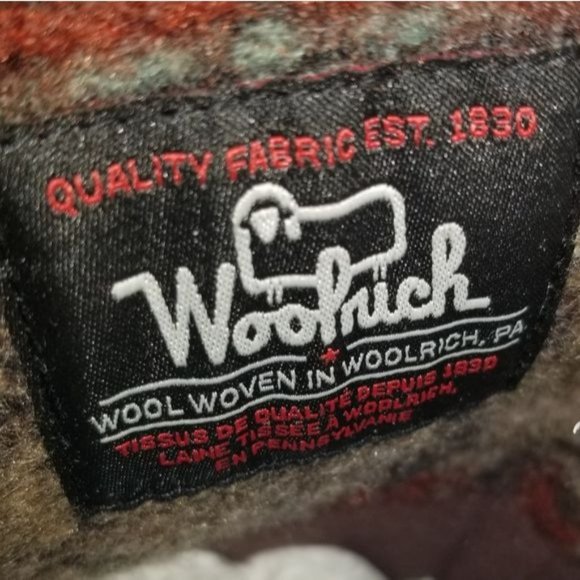 QUALITY FABRIC EST. 1830
Woolrich
WOOL WOVEN IN WOOLRICH, PA
TISSUS DE QUALITÉ DEPUIS 1830
LAINE TISSÉE À WOOLRICH,
EN PENNSYLVANIE